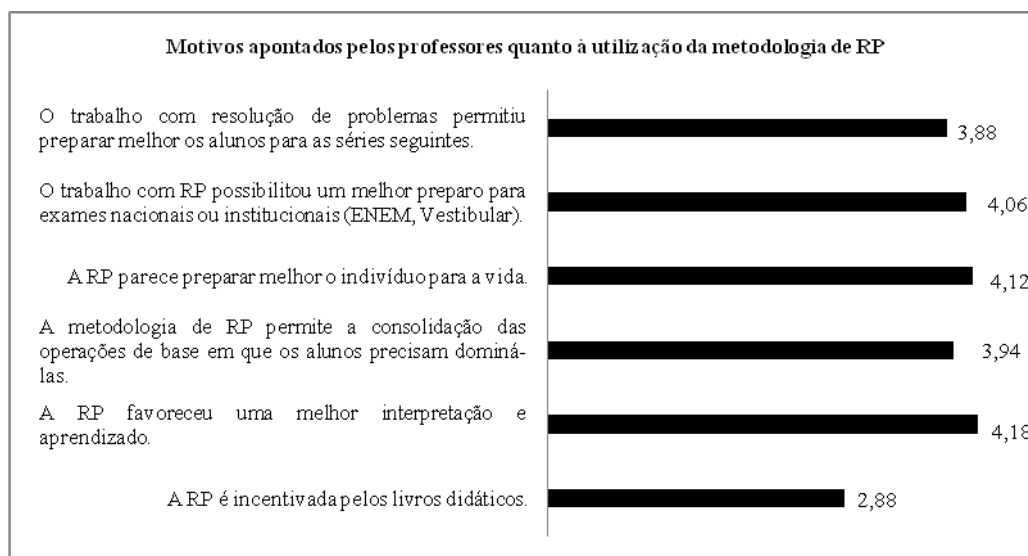 Motivos apontados pelos professores quanto à utilização da metodologia de RP
O trabalho com resolução de problemas permitiu
preparar melhor os alunos para as séries seguintes.
3,88
O trabalho com RP possibilitou um melhor preparo para
exames nacionais ou institucionais (ENEM, Vestibular).
4,06
A RP parece preparar melhor o indivíduo para a vida.
4,12
A metodologia de RP permite a consolidação das
operações de base em que os alunos precisam dominá-
las.
3,94
A RP favoreceu uma melhor interpretação e
aprendizado.
4,18
A RP é incentivada pelos livros didáticos.
2,88